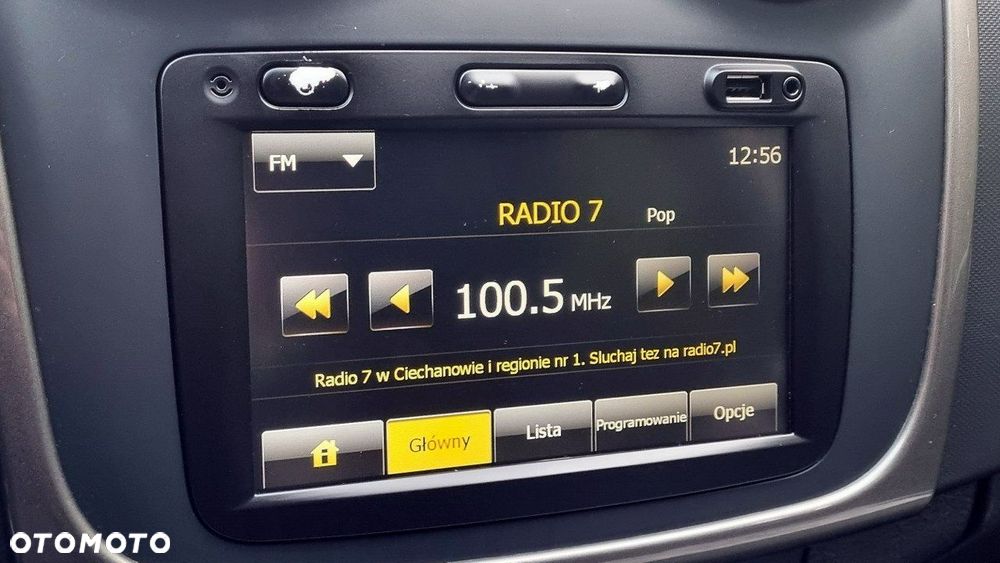 FM
12:56
RADIO 7 Pop
100.5 MHz
Radio 7 w Ciechanowie i regionie nr 1. Sluchaj tez na radio7.pl
Główny Lista Programowanie Opcje
OTOMOTO